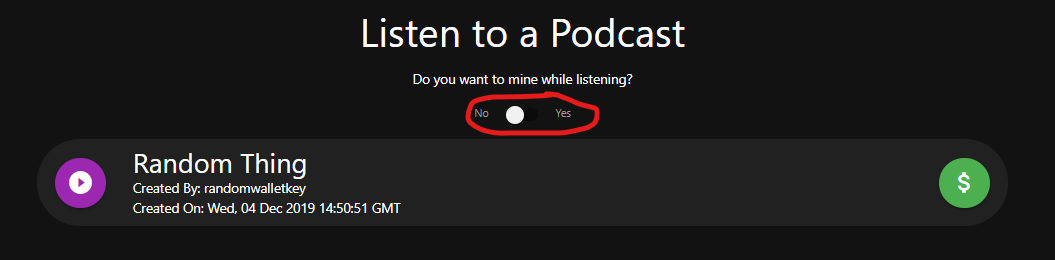 Listen to a Podcast
Do you want to mine while listening?
No Yes
Random Thing
Created By: randomwalletkey
Created On: Wed, 04 Dec 2019 14:50:51 GMT
$